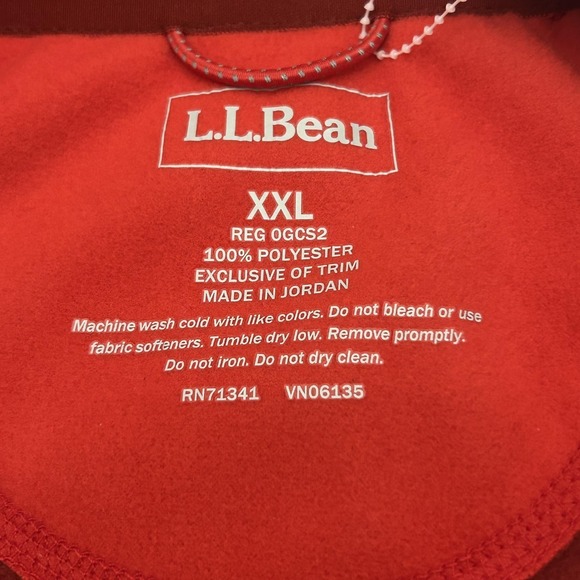 L.L.Bean
XXL
REG 0GCS2
100% POLYESTER
EXCLUSIVE OF TRIM
MADE IN JORDAN
Machine wash cold with like colors. Do not bleach or use
fabric softeners. Tumble dry low. Remove promptly.
Do not iron. Do not dry clean.
RN71341 VN06135